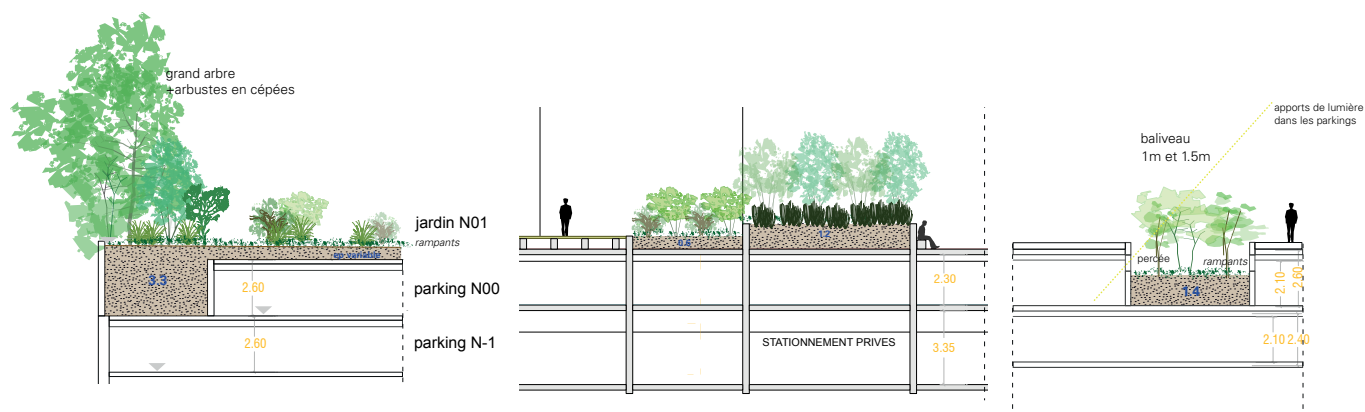 grand arbre
+arbustes en cépées
jardin N01
rampants
3.3
ep.variable
2.60
parking N00
2.60
parking N-1
1.2
2.30
STATIONNEMENT PRIVES
3.35
apports de lumière
dans les parkings
baliveau
1m et 1.5m
percée
rampants
1.4
2.10
2.60
2.10
2.40